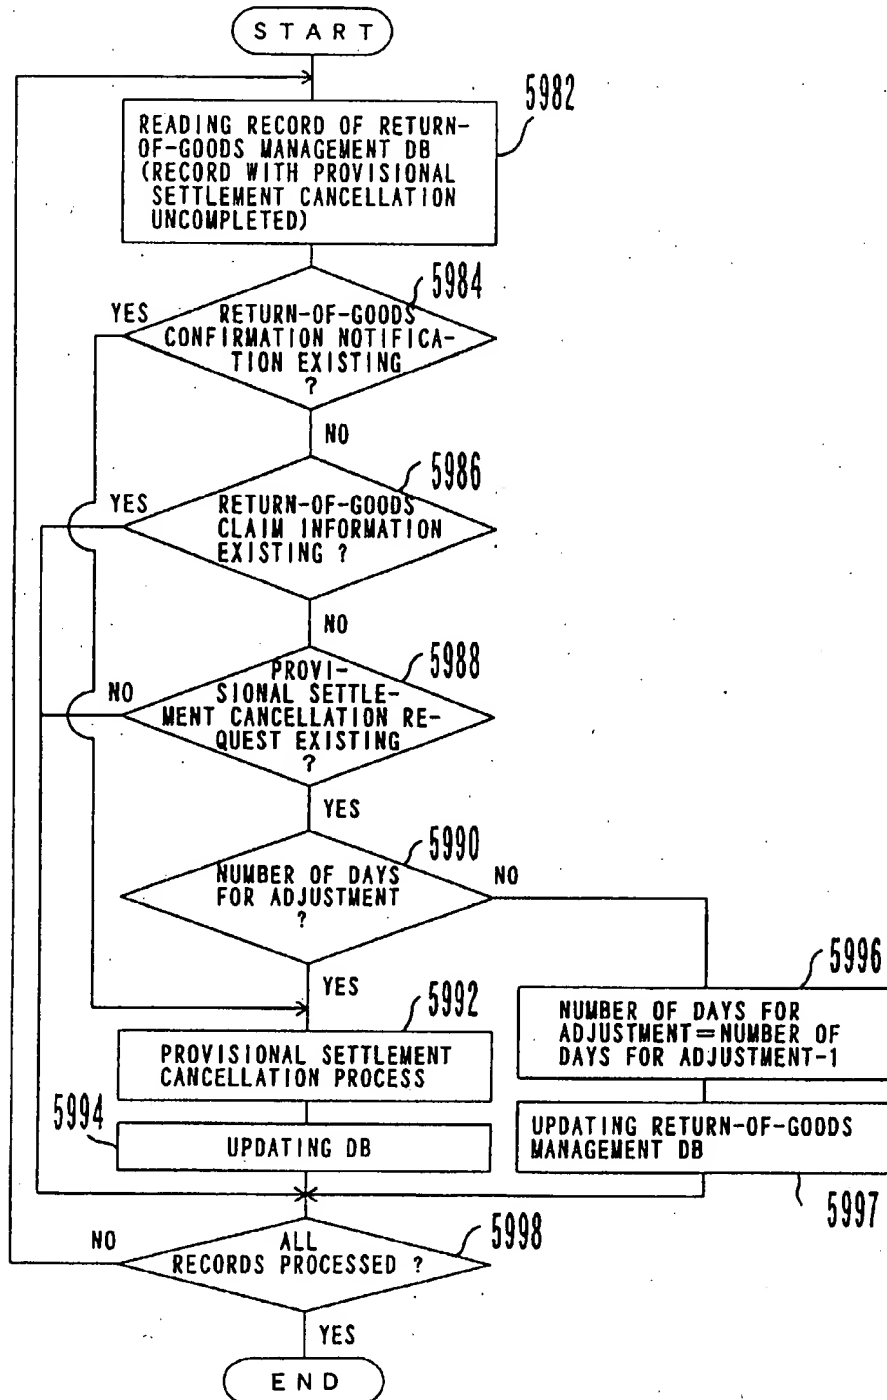 START
5982
READING RECORD OF RETURN-
OF-GOODS MANAGEMENT DB
(RECORD WITH PROVISIONAL
SETTLEMENT CANCELLATION
UNCOMPLETED)
5984
YES
RETURN-OF-GOODS
CONFIRMATION NOTIFICA-
TION EXISTING
?
NO
5986
YES
RETURN-OF-GOODS
CLAIM INFORMATION
EXISTING ?
NO
5988
NO
PROVI-
SIONAL SETTLE-
MENT CANCELLATION RE-
QUEST EXISTING
?
YES
5990
NUMBER OF DAYS
FOR ADJUSTMENT
?
NO
YES
5992
PROVISIONAL SETTLEMENT
CANCELLATION PROCESS
5996
NUMBER OF DAYS FOR
ADJUSTMENT=NUMBER OF
DAYS FOR ADJUSTMENT-1
5994
UPDATING DB
UPDATING RETURN-OF-GOODS
MANAGEMENT DB
5997
5998
NO
ALL
RECORDS PROCESSED ?
YES
END